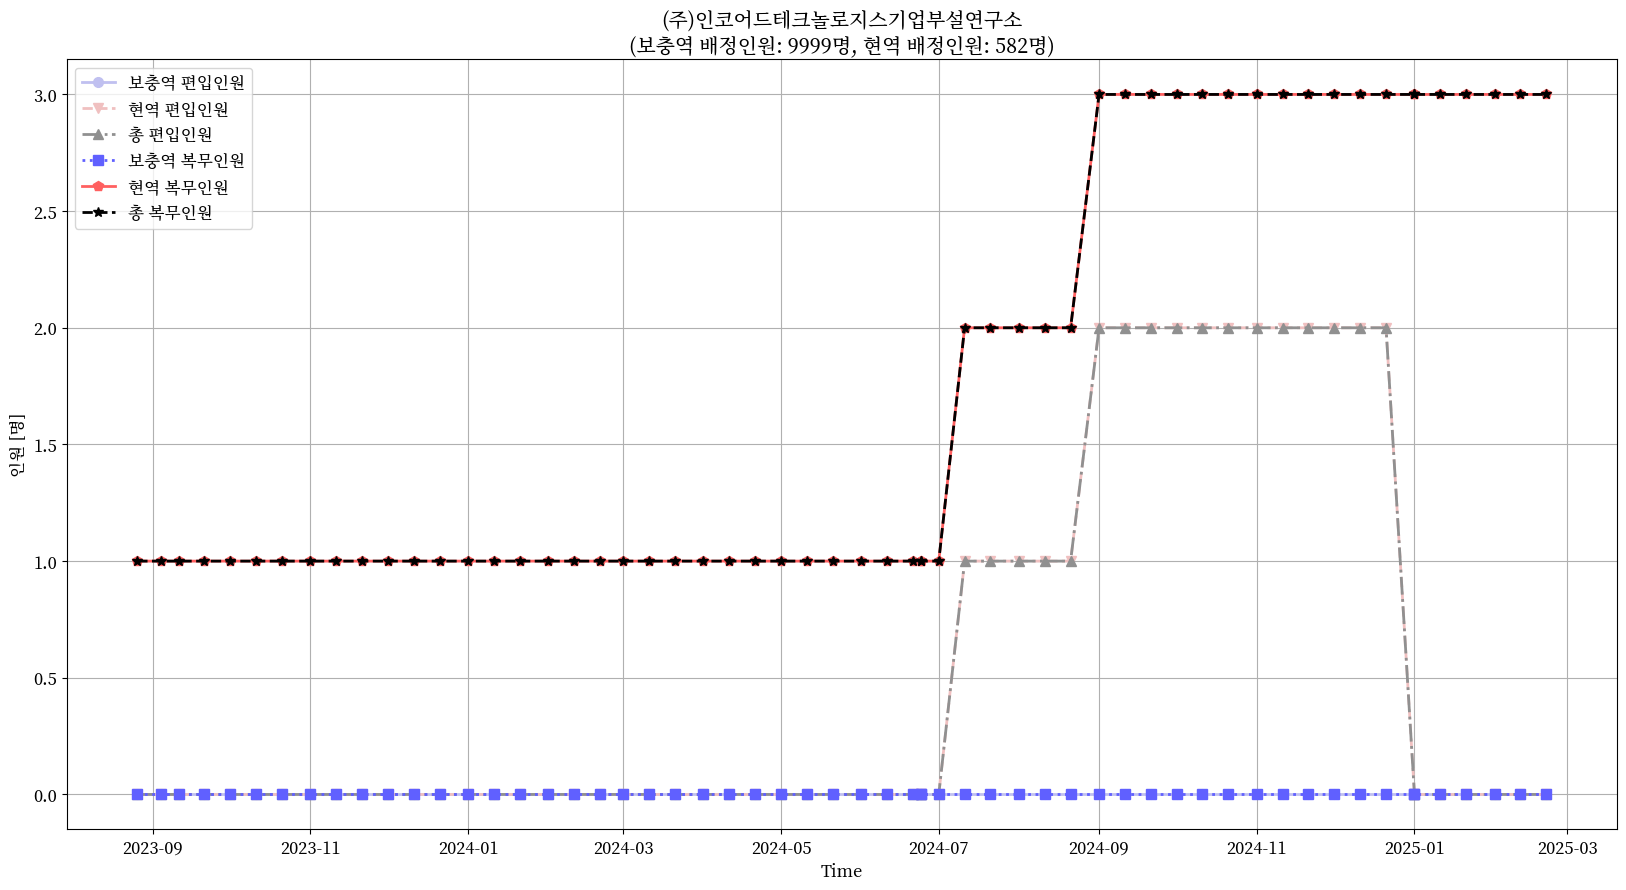 (주)인코어드테크놀로지스기업부설연구소
(보충역 배정인원: 9999명, 현역 배정인원: 582명)
보충역 편입인원
현역 편입인원
총 편입인원
보충역 복무인원
현역 복무인원
총 복무인원
인원 [명]
3.0
2.5
2.0
1.5
1.0
0.5
0.0
2023-09 2023-11 2024-01 2024-03 2024-05 2024-07 2024-09 2024-11 2025-01 2025-03
Time